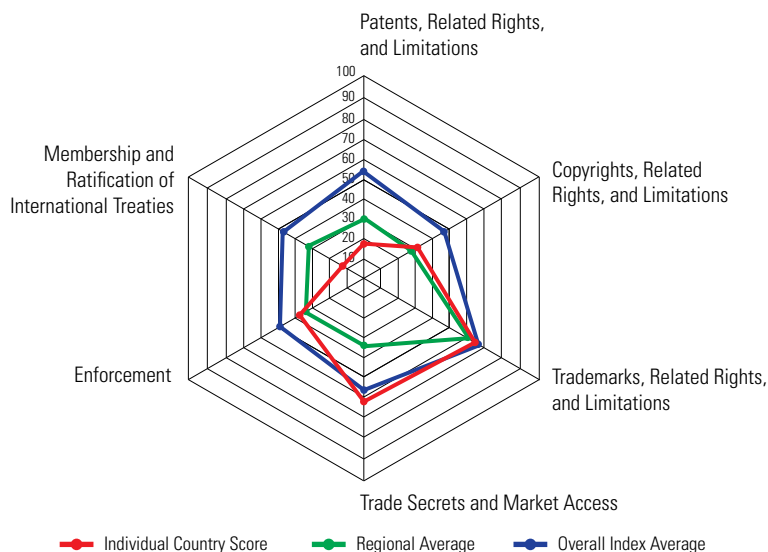 Patents, Related Rights,
and Limitations
100
90
80
70
60
50
40
30
20
10
Membership and
Ratification of
International Treaties
Copyrights, Related
Rights, and Limitations
Enforcement
Trademarks, Related Rights,
and Limitations
Trade Secrets and Market Access
Individual Country Score
Regional Average
Overall Index Average